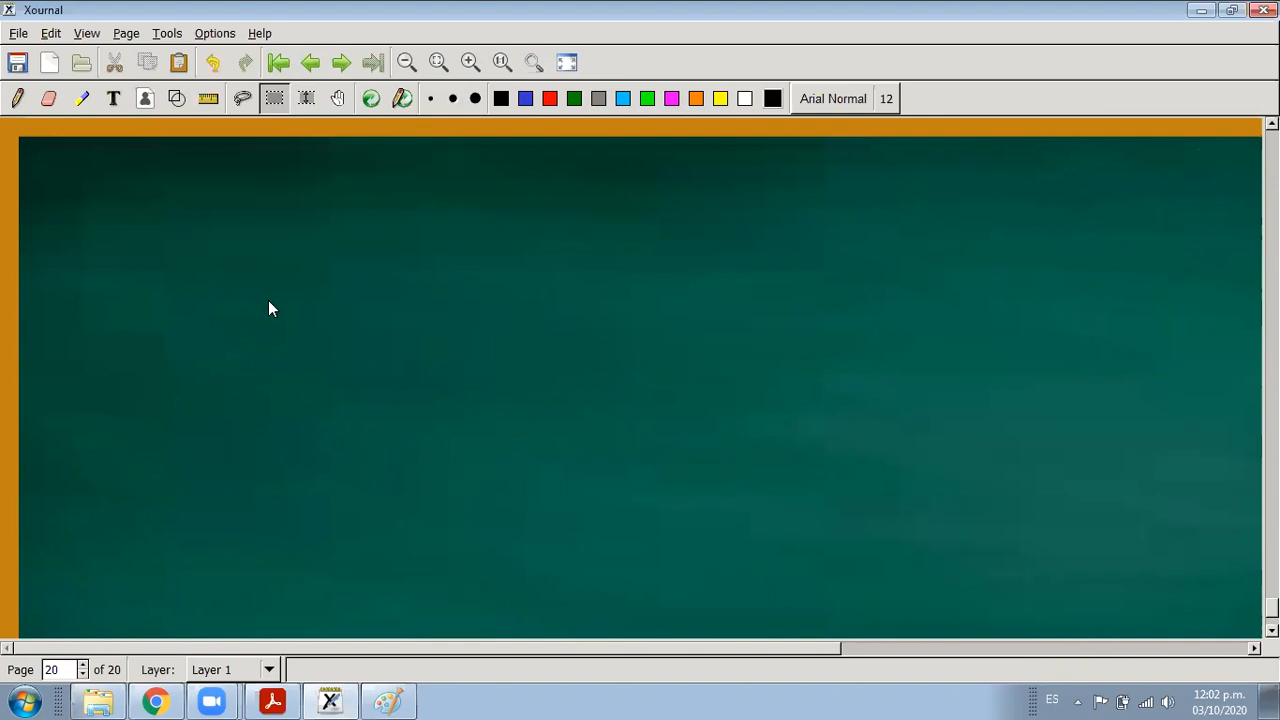 Xournal
File Edit View Page Tools Options Help
T Arial Normal 12
Page 20 of 20 Layer: Layer 1
ES 12:02 p.m.
03/10/2020